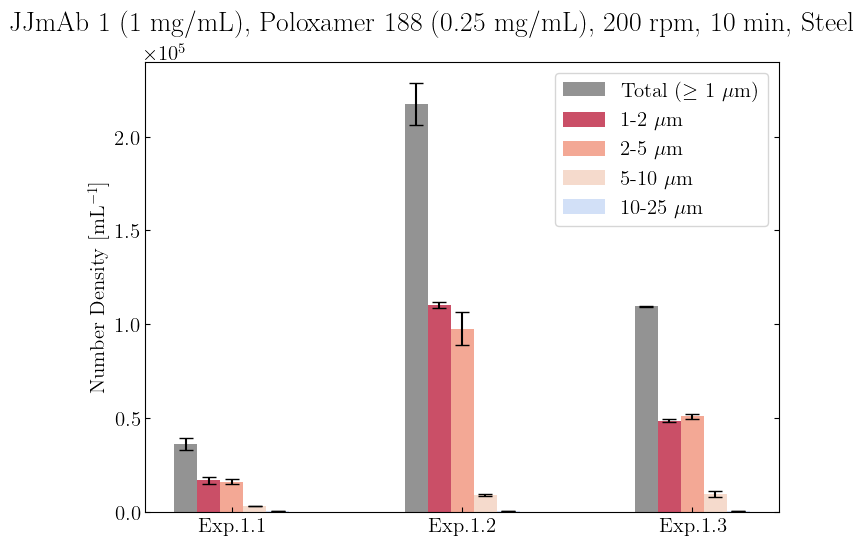 JJmAb 1 (1 mg/mL), Poloxamer 188 (0.25 mg/mL), 200 rpm, 10 min, Steel
×10⁵
Total (≥ 1 μm)
1-2 μm
2-5 μm
5-10 μm
10-25 μm
2.0
1.5
1.0
0.5
0.0
Number Density [mL⁻¹]
Exp.1.1 Exp.1.2 Exp.1.3